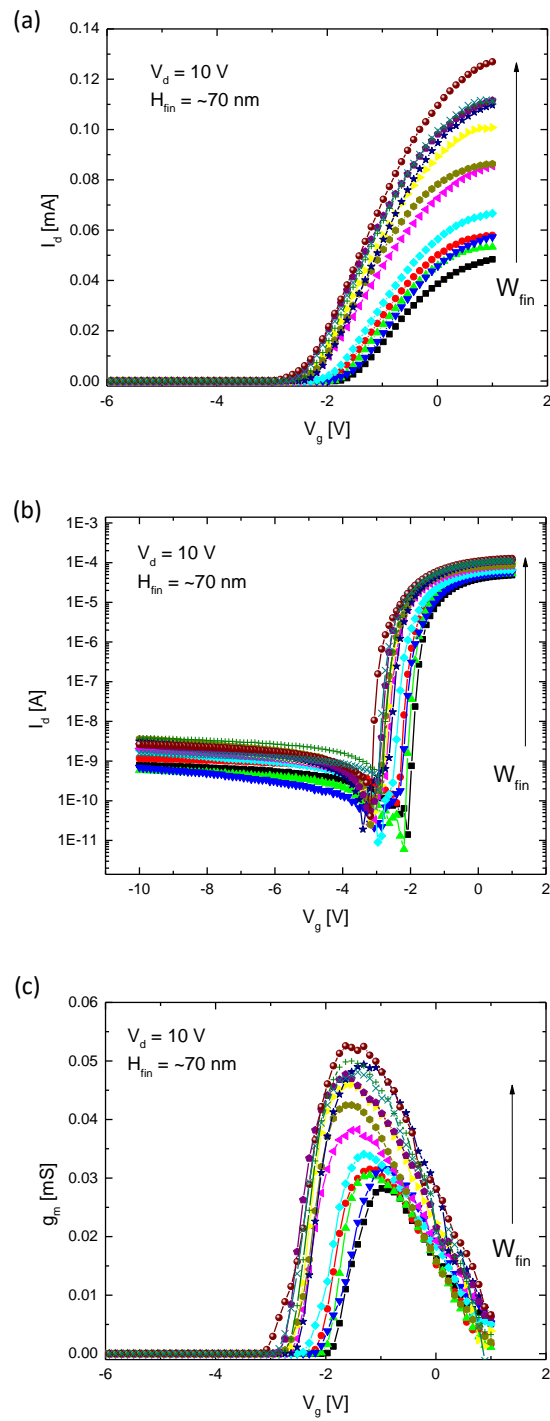 (a)
V_d = 10 V
H_fin = ~70 nm
0.14
0.12
0.10
0.08
0.06
0.04
0.02
0.00
I_d [mA]
W_fin
-6 -4 -2 0 2
V_g [V]
(b)
V_d = 10 V
H_fin = ~70 nm
1E-3
1E-4
1E-5
1E-6
1E-7
1E-8
1E-9
1E-10
1E-11
I_d [A]
W_fin
-10 -8 -6 -4 -2 0 2
V_g [V]
(c)
V_d = 10 V
H_fin = ~70 nm
0.06
0.05
0.04
0.03
0.02
0.01
0.00
g_m [mS]
W_fin
-6 -4 -2 0 2
V_g [V]